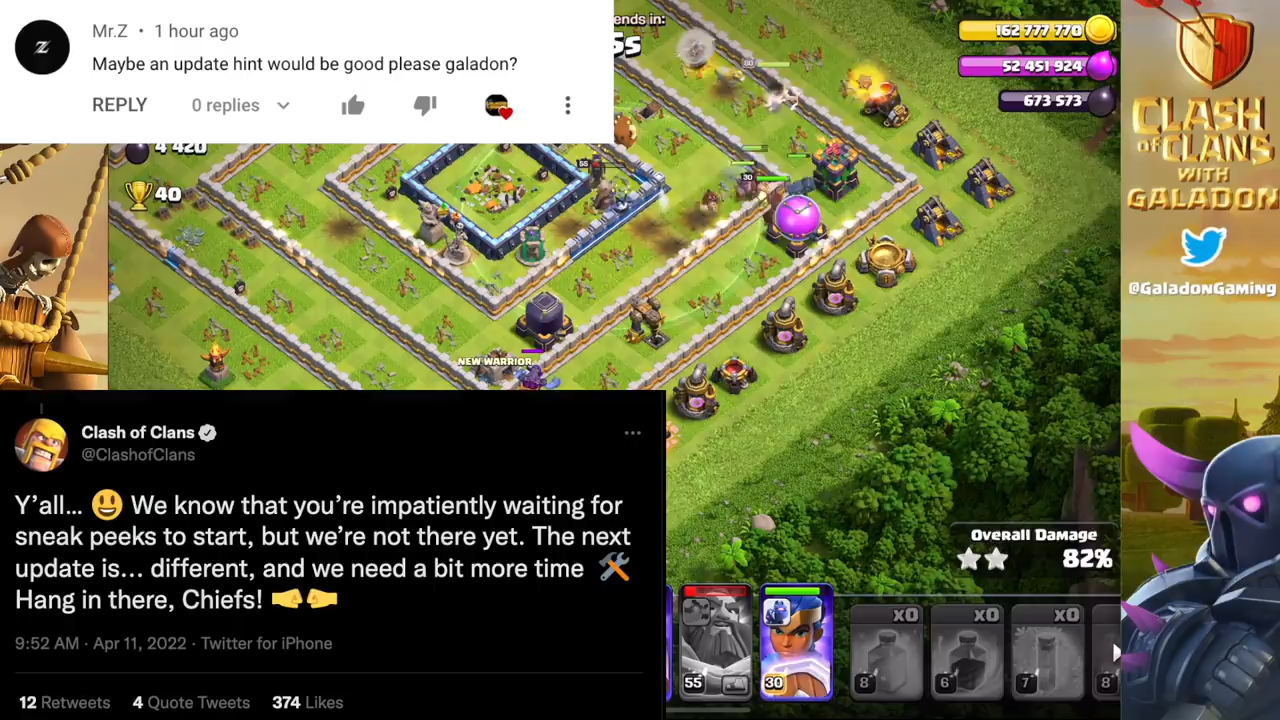 Mr.Z • 1 hour ago
Maybe an update hint would be good please galadon?
REPLY 0 replies
ends in:
5s
162 777 770
52 451 924
673 573
4 420
40
80
55
30
NEW WARRIOR
CLASH
OF CLANS
WITH
GALADON
@GaladonGaming
Clash of Clans
@ClashofClans
Y’all... 😃 We know that you’re impatiently waiting for
sneak peeks to start, but we’re not there yet. The next
update is... different, and we need a bit more time 🛠️
Hang in there, Chiefs! 🤜🤛
9:52 AM · Apr 11, 2022 · Twitter for iPhone
12 Retweets 4 Quote Tweets 374 Likes
Overall Damage
82%
x0 x0 x0
55 30 8 6 7 8